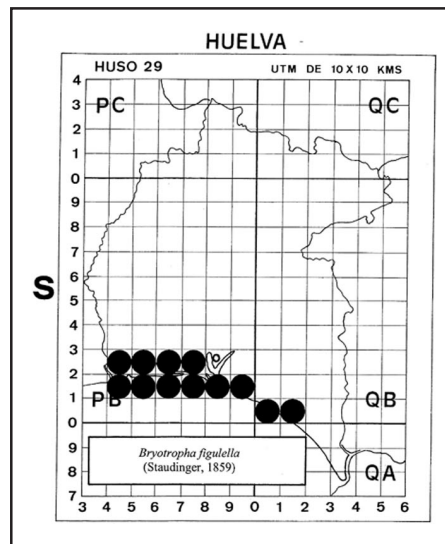 HUELVA
HUSO 29 UTM DE 10 X 10 KMS
4
3 PC QC
2
1
0
9
8
7
6
S
5
4
3
2
1
PB QB
0
9
Bryotropha figulella
(Staudinger, 1859)
QA
8
7
3 4 5 6 7 8 9 0 1 2 3 4 5 6